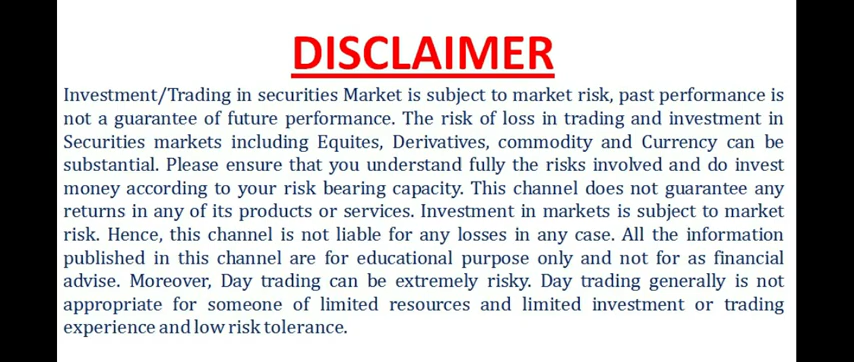 DISCLAIMER
Investment/Trading in securities Market is subject to market risk, past performance is
not a guarantee of future performance. The risk of loss in trading and investment in
Securities markets including Equites, Derivatives, commodity and Currency can be
substantial. Please ensure that you understand fully the risks involved and do invest
money according to your risk bearing capacity. This channel does not guarantee any
returns in any of its products or services. Investment in markets is subject to market
risk. Hence, this channel is not liable for any losses in any case. All the information
published in this channel are for educational purpose only and not for as financial
advise. Moreover, Day trading can be extremely risky. Day trading generally is not
appropriate for someone of limited resources and limited investment or trading
experience and low risk tolerance.